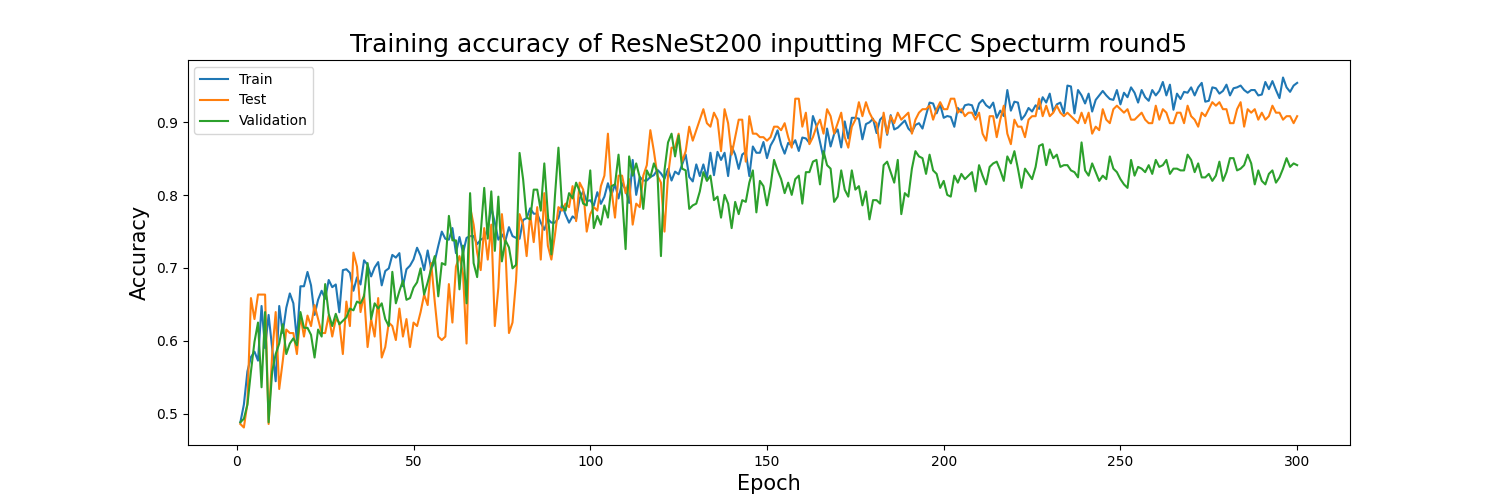 Training accuracy of ResNeSt200 inputting MFCC Specturm round5
Train
Test
Validation
Accuracy
0.9
0.8
0.7
0.6
0.5
0 50 100 150 200 250 300
Epoch